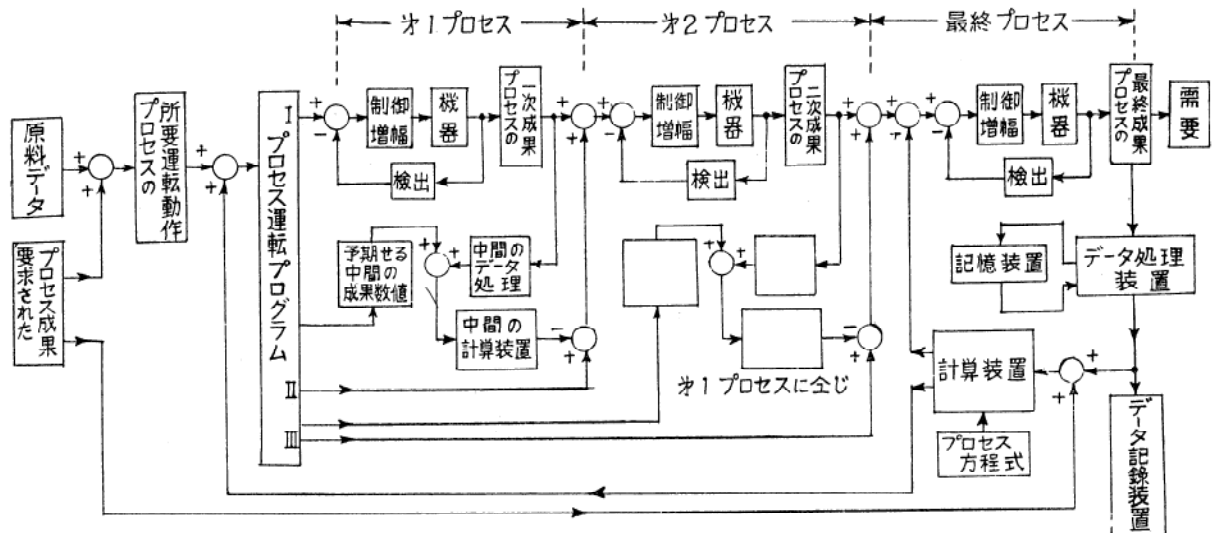 第1プロセス
第2プロセス
最終プロセス
原料データ
要求された
プロセス成果
プロセスの
所要運転動作
プロセス運転プログラム
I
II
III
制御
増幅
機器
プロセスの
一次成果
検出
予期せる
中間の
成果数値
中間の
データ
処理
中間の
計算装置
制御
増幅
機器
プロセスの
二次成果
検出
第1プロセスに仝じ
制御
増幅
機器
プロセスの
最終成果
需要
検出
記憶装置
データ処理
装置
計算装置
プロセス
方程式
データ記録装置